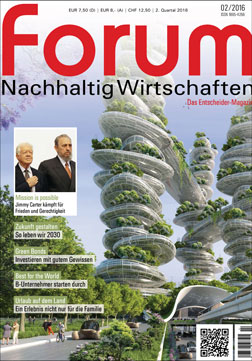 EUR 7,50 (D) | EUR 8,- (A) | CHF 12,50 | 2. Quartal 2016
02/2016
forum
Nachhaltig Wirtschaften
Das Entscheider-Magazin
Mission is possible
Jimmy Carter kämpft für
Frieden und Gerechtigkeit
Zukunft gestalten
So leben wir 2030
Green Bonds
Investieren mit gutem Gewissen
Best for the World
B-Unternehmer starten durch
Urlaub auf dem Land
Ein Erlebnis nicht nur für die Familie